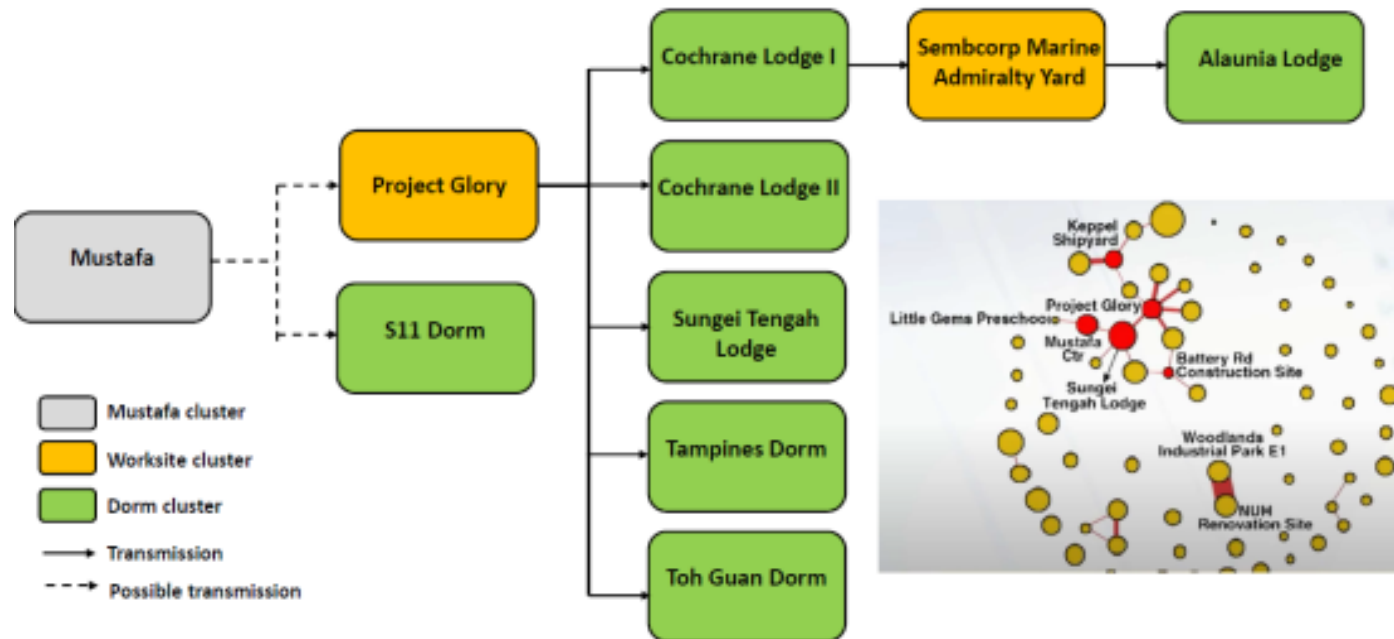 Cochrane Lodge I
Sembcorp Marine
Admiralty Yard
Alaunia Lodge
Project Glory
Cochrane Lodge II
Mustafa
S11 Dorm
Sungei Tengah
Lodge
Tampines Dorm
Toh Guan Dorm
Mustafa cluster
Worksite cluster
Dorm cluster
Transmission
Possible transmission
Keppel
Shipyard
Project Glory
Little Gems Preschool
Mustafa
Ctr
Battery Rd
Construction Site
Sungei
Tengah Lodge
Woodlands
Industrial Park E1
NUH
Renovation Site